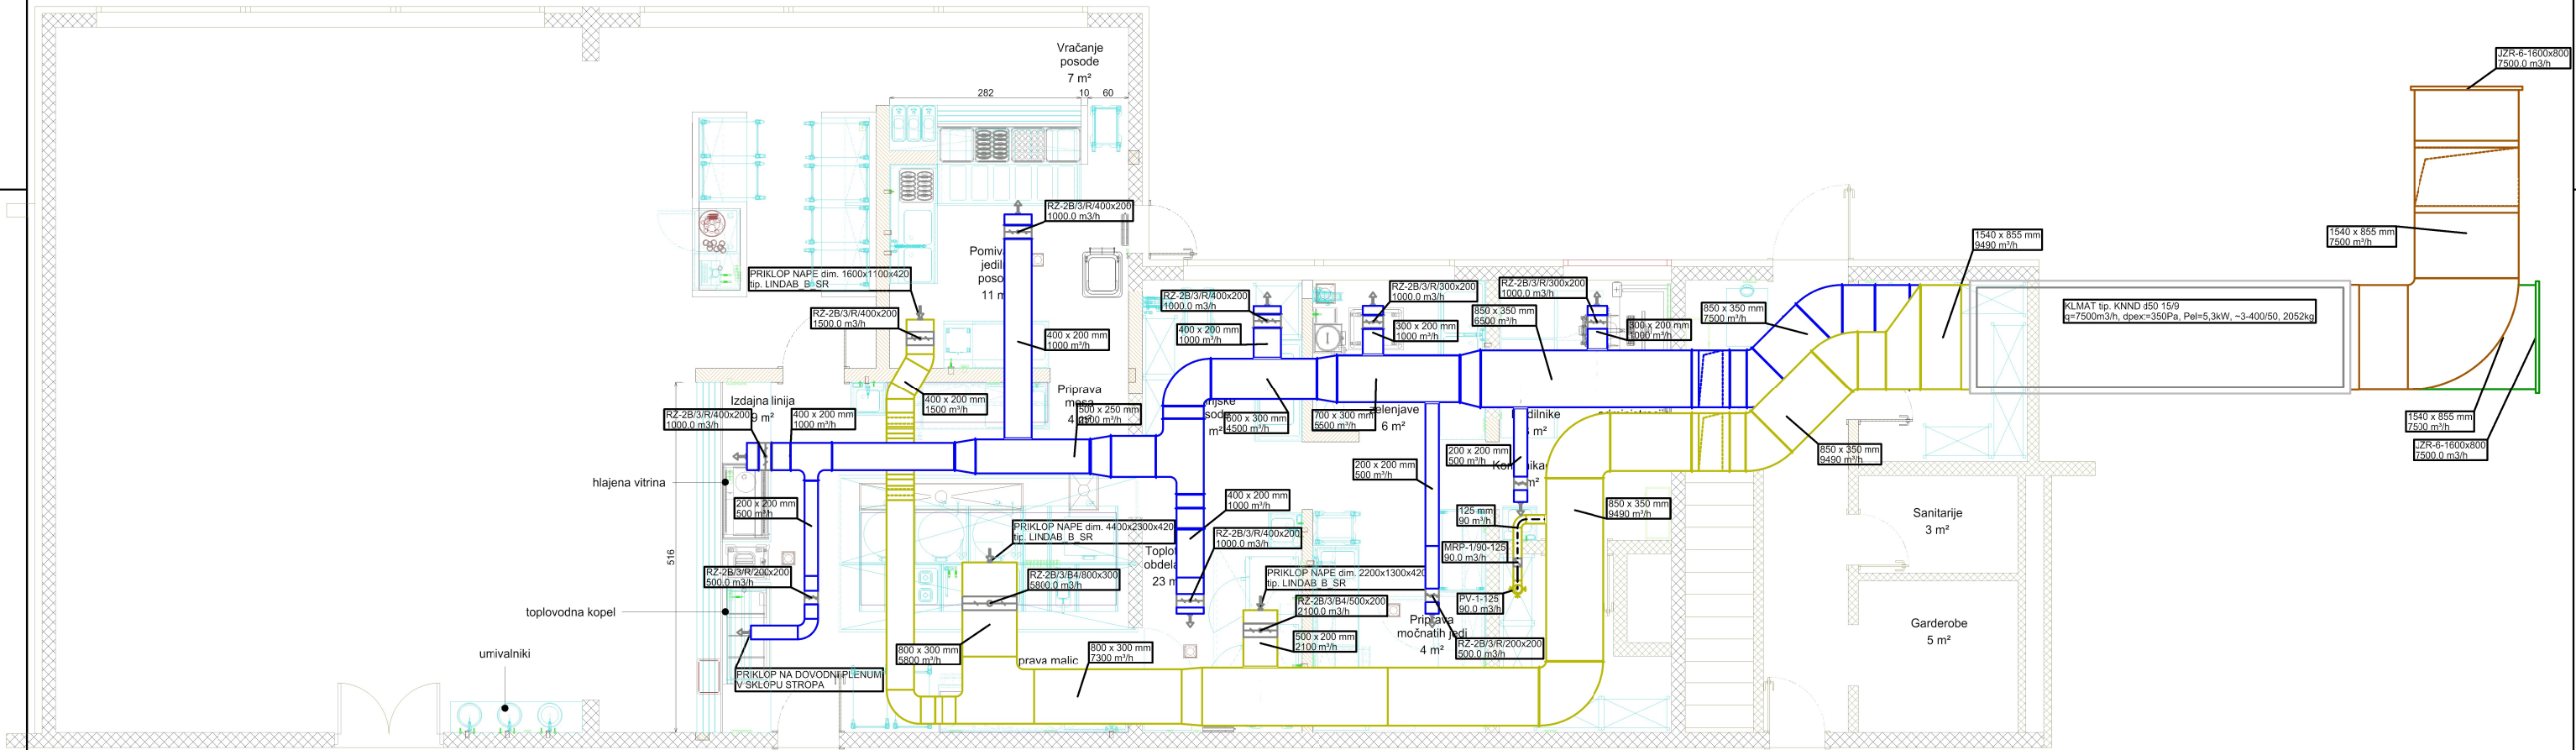 Vračanje
posode
7 m²
JZR-6-1600x800
7500.0 m3/h
282
10
60
RZ-2B/3/R/400x200
1000.0 m3/h
1540 x 855 mm
7500 m³/h
1540 x 855 mm
9490 m³/h
PRIKLOP NAPE dim. 1600x1100x420
tip. LINDAB_B_SR
jedil
poso
RZ-2B/3/R/400x200
1500.0 m3/h
RZ-2B/3/R/400x200
1000.0 m3/h
RZ-2B/3/R/300x200
1000.0 m3/h
RZ-2B/3/R/300x200
1000.0 m3/h
850 x 350 mm
6500 m³/h
850 x 350 mm
7500 m³/h
KLMAT tip. KNND d50 15/9
q=7500m3/h, dpex=350Pa, Pel=5,3kW, ~3-400/50, 2052kg
400 x 200 mm
1000 m³/h
400 x 200 mm
1000 m³/h
300 x 200 mm
1000 m³/h
300 x 200 mm
1000 m³/h
Izdajna linija
9 m²
Priprava
mesa
400 x 200 mm
1500 m³/h
RZ-2B/3/R/400x200
1000.0 m3/h
400 x 200 mm
1000 m³/h
500 x 250 mm
600 x 300 mm
4500 m³/h
700 x 300 mm
5500 m³/h
zelenjave
6 m²
1540 x 855 mm
7500 m³/h
JZR-6-1600x800
7500.0 m3/h
850 x 350 mm
9490 m³/h
200 x 200 mm
500 m³/h
200 x 200 mm
500 m³/h
hlajena vitrina
200 x 200 mm
500 m³/h
400 x 200 mm
1000 m³/h
125 mm
90 m³/h
850 x 350 mm
9490 m³/h
Sanitarije
3 m²
PRIKLOP NAPE dim. 4400x2300x420
tip. LINDAB_B_SR
RZ-2B/3/R/400x200
1000.0 m3/h
MRP-1/90-125
90.0 m3/h
516
RZ-2B/3/R/200x200
500.0 m3/h
RZ-2B/3/B4/800x300
5800.0 m3/h
PRIKLOP NAPE dim. 2200x1300x420
tip. LINDAB_B_SR
RZ-2B/3/B4/500x200
2100.0 m3/h
PV-1-125
90.0 m3/h
toplovodna kopel
Priprava
močnatih jedi
4 m²
Garderobe
5 m²
500 x 200 mm
2100 m³/h
RZ-2B/3/R/200x200
500.0 m3/h
umivalniki
800 x 300 mm
5800 m³/h
prava malic
800 x 300 mm
7300 m³/h
PRIKLOP NA DOVODNI PLENUM
V SKLOPU STROPA